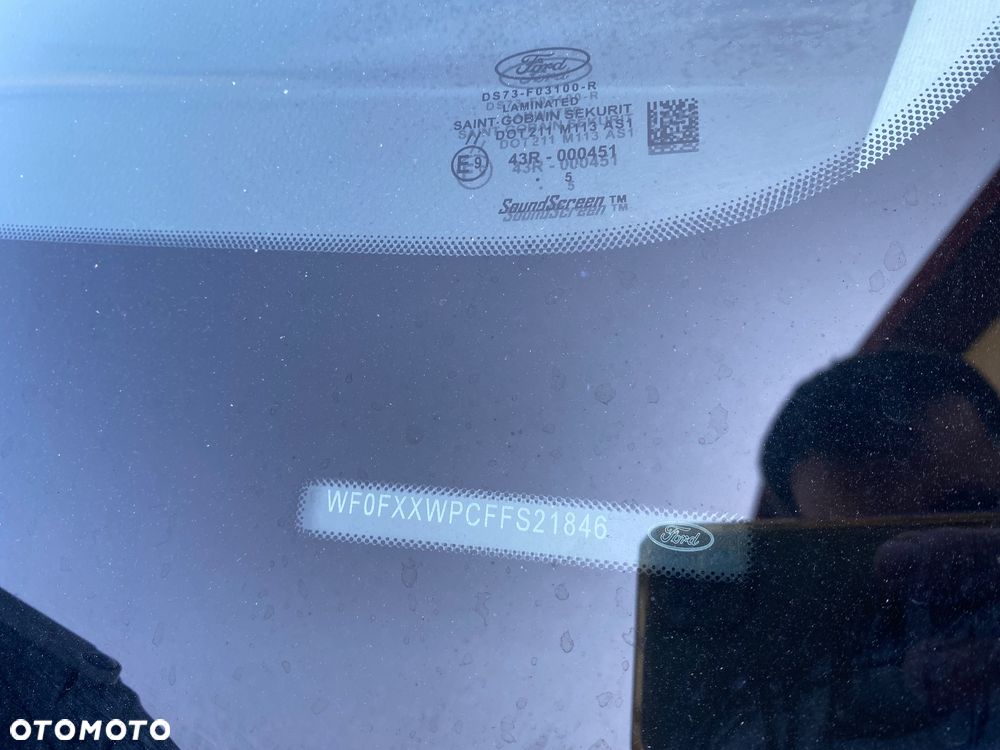 Ford
DS73-F03100-R
LAMINATED
SAINT-GOBAIN SEKURIT
DOT211 M113 AS1
E9
43R - 000451
. 5
SoundScreen™
WF0FXXWPCFFS21846
Ford
OTOMOTO